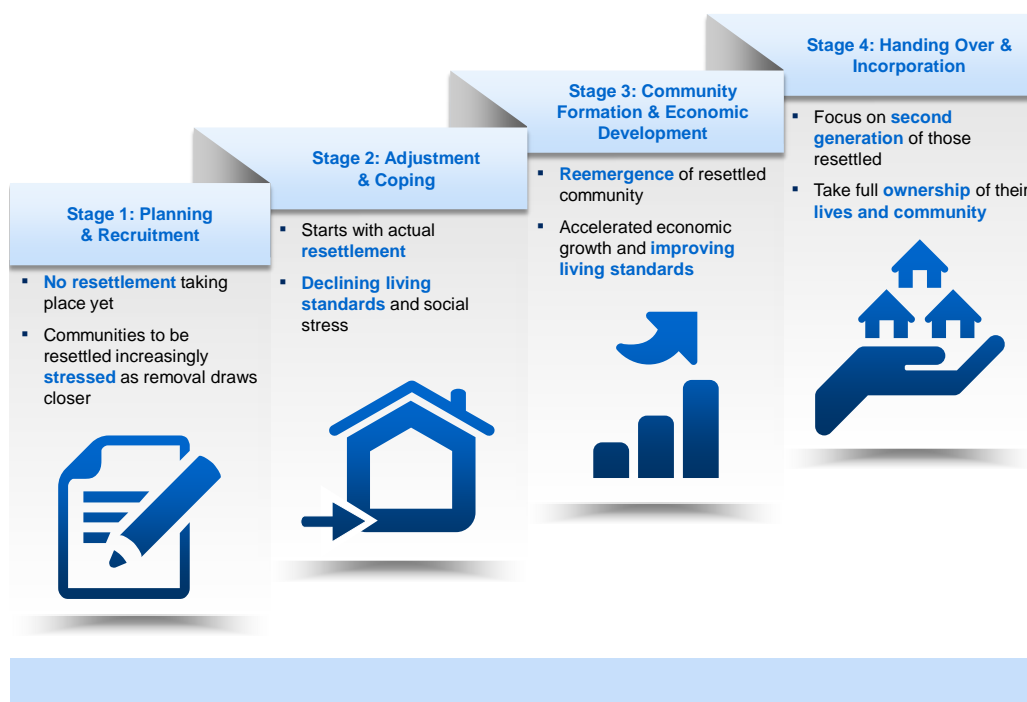 Stage 1: Planning
& Recruitment
▪ No resettlement taking
place yet
▪ Communities to be
resettled increasingly
stressed as removal draws
closer
Stage 2: Adjustment
& Coping
▪ Starts with actual
resettlement
▪ Declining living
standards and social
stress
Stage 3: Community
Formation & Economic
Development
▪ Reemergence of resettled
community
▪ Accelerated economic
growth and improving
living standards
Stage 4: Handing Over &
Incorporation
▪ Focus on second
generation of those
resettled
▪ Take full ownership of their
lives and community